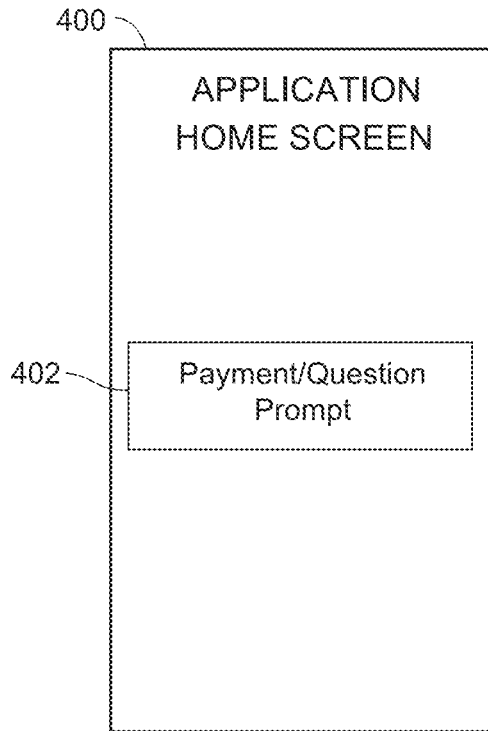 400
APPLICATION
HOME SCREEN
402
Payment/Question
Prompt